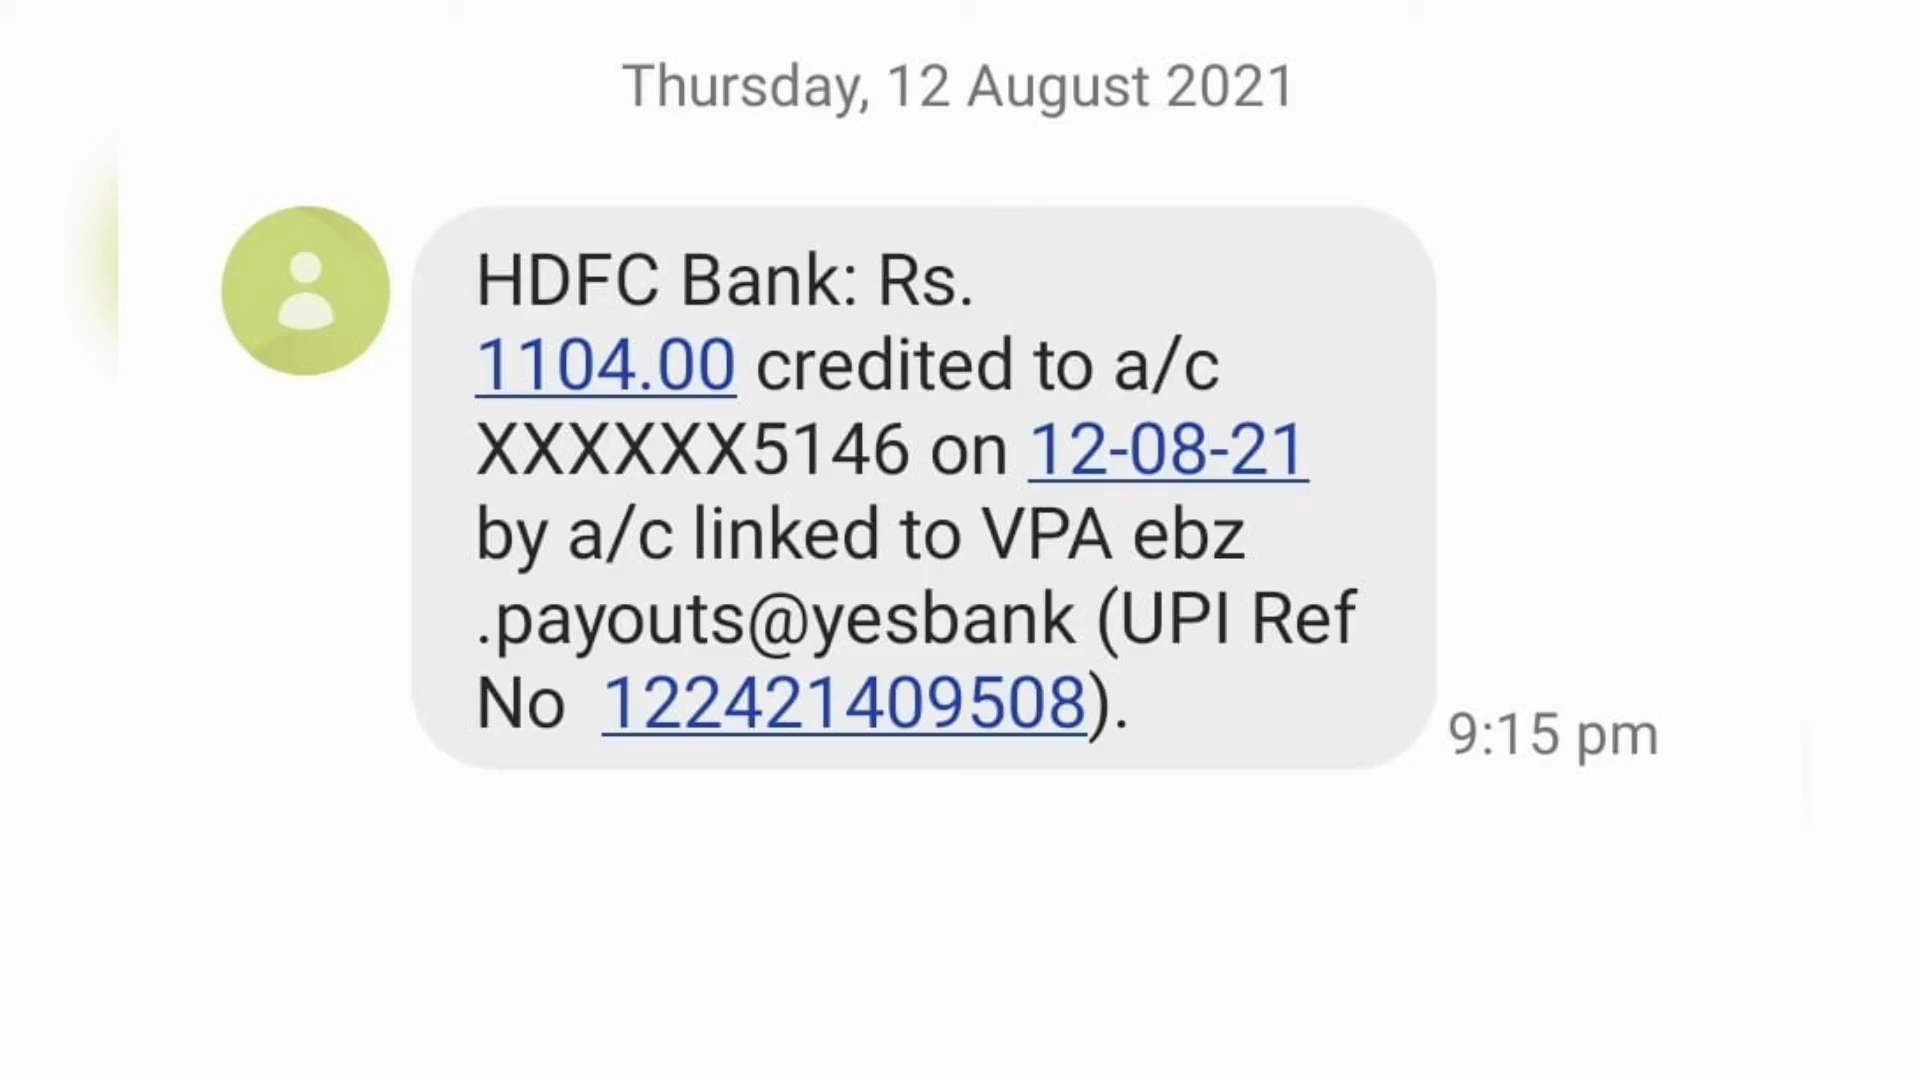 Thursday, 12 August 2021
HDFC Bank: Rs.
1104.00 credited to a/c
XXXXXX5146 on 12-08-21
by a/c linked to VPA ebz
.payouts@yesbank (UPI Ref
No  122421409508).
9:15 pm